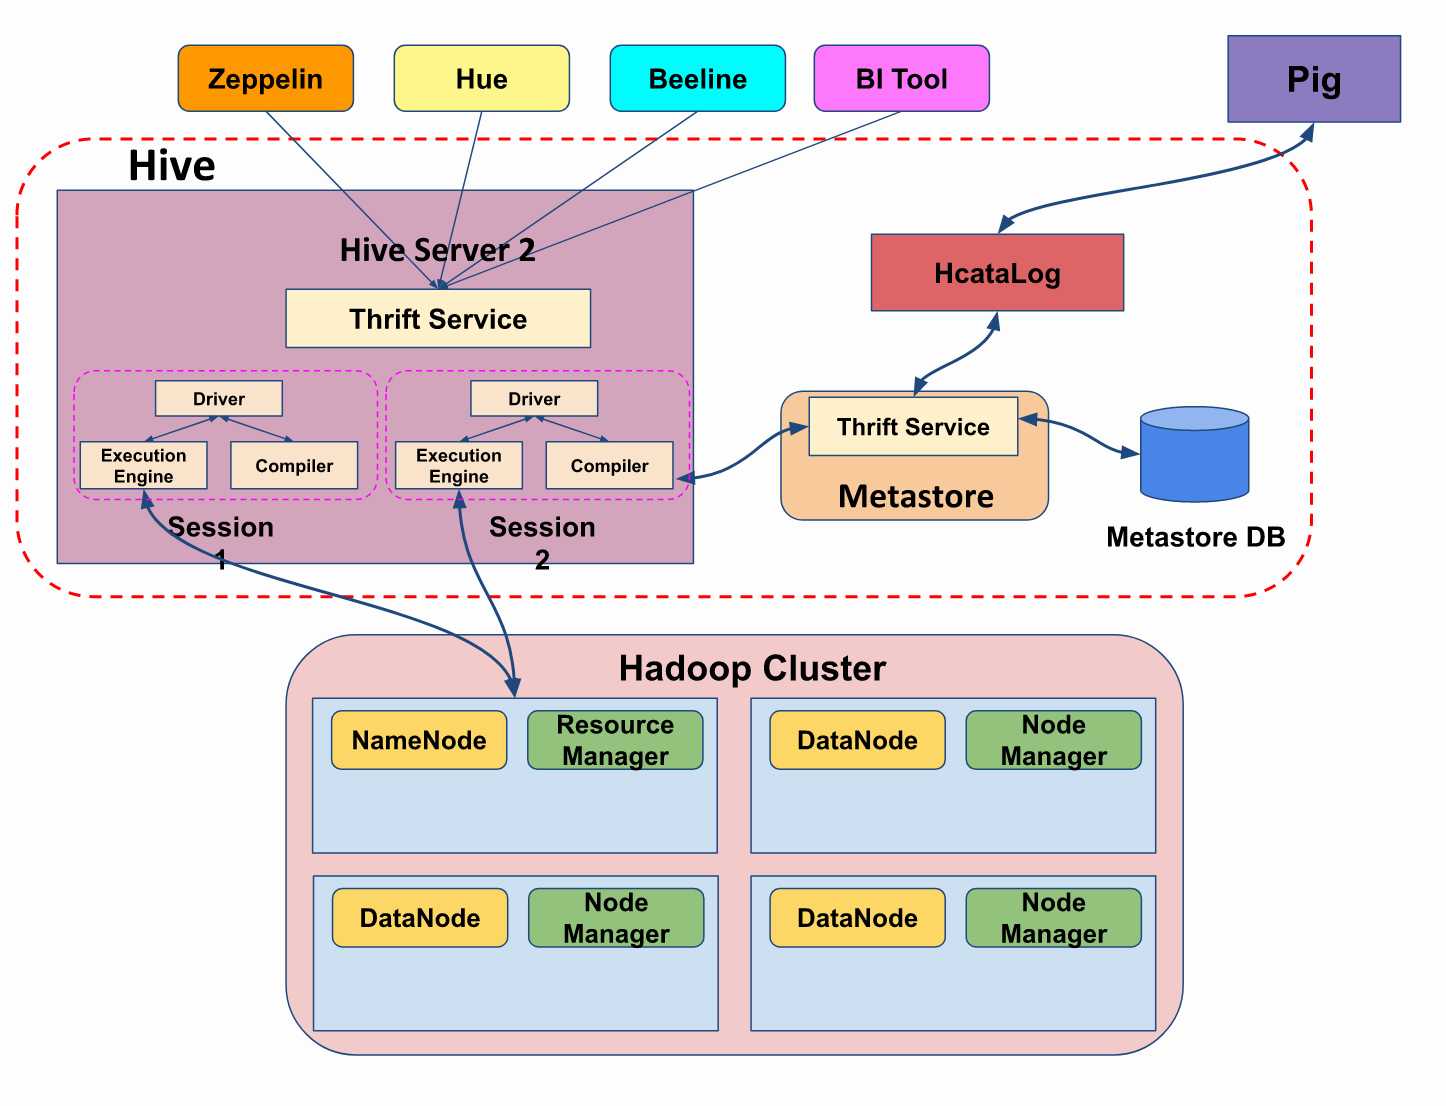 Zeppelin
Hue
Beeline
BI Tool
Pig
Hive
Hive Server 2
Thrift Service
HcataLog
Driver
Execution
Engine
Compiler
Session
1
Driver
Execution
Engine
Compiler
Session
2
Thrift Service
Metastore
Metastore DB
Hadoop Cluster
NameNode
Resource
Manager
DataNode
Node
Manager
DataNode
Node
Manager
DataNode
Node
Manager